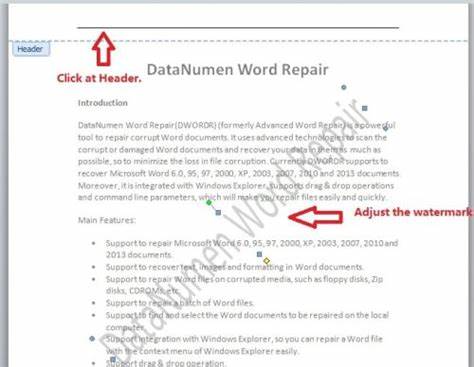 Header
Click at Header.
DataNumen Word Repair
Introduction
DataNumen Word Repair(DWORDR) (formerly Advanced Word Repair) is a powerful
tool to repair corrupt Word documents. It uses advanced technologies to scan the
corrupt or damaged Word documents and recover your data in them as much as
possible, so to minimize the loss in file corruption. Currently DWORDR supports to
recover Microsoft Word 6.0, 95, 97, 2000, XP, 2003, 2007, 2010 and 2013 documents.
Moreover, it is integrated with Windows Explorer, supports drag & drop operations
and command line parameters, which will make you repair files easily and quickly.
Adjust the watermark
Main Features:
• Support to repair Microsoft Word 6.0, 95, 97, 2000, XP, 2003, 2007, 2010 and
2013 documents.
• Support to recover text, images and formatting in Word documents.
• Support to repair Word files on corrupted media, such as floppy disks, Zip
disks, CDROMs, etc.
• Support to repair a batch of Word files.
• Support to find and select the Word documents to be repaired on the local
computer.
• Support integration with Windows Explorer, so you can repair a Word file
with the context menu of Windows Explorer easily.
• Support drag & drop operation.
DataNumen Word Repair